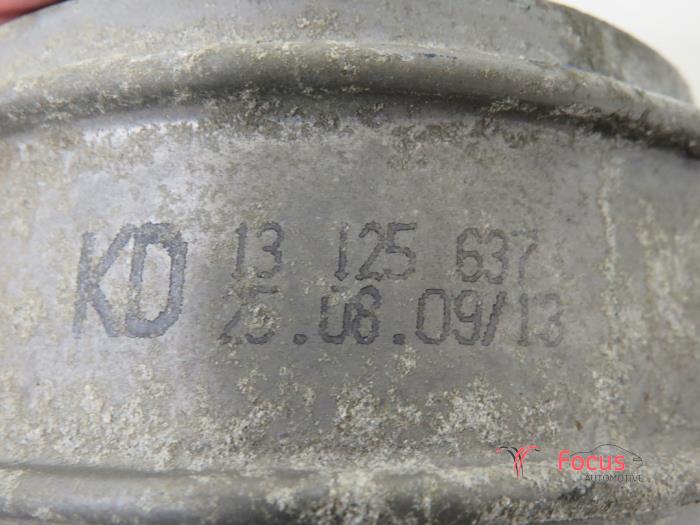 KD 13 125 637
25.08.09/13
Focus
AUTOMOTIVE